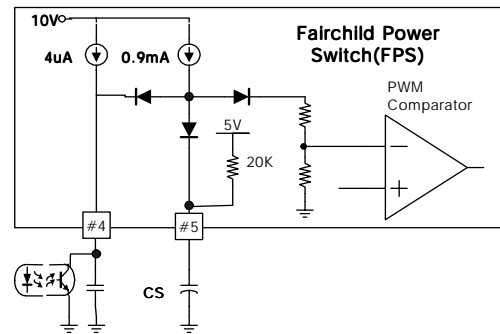 10V
Fairchild Power
Switch(FPS)
4uA
0.9mA
PWM
Comparator
5V
20K
#4
#5
CS